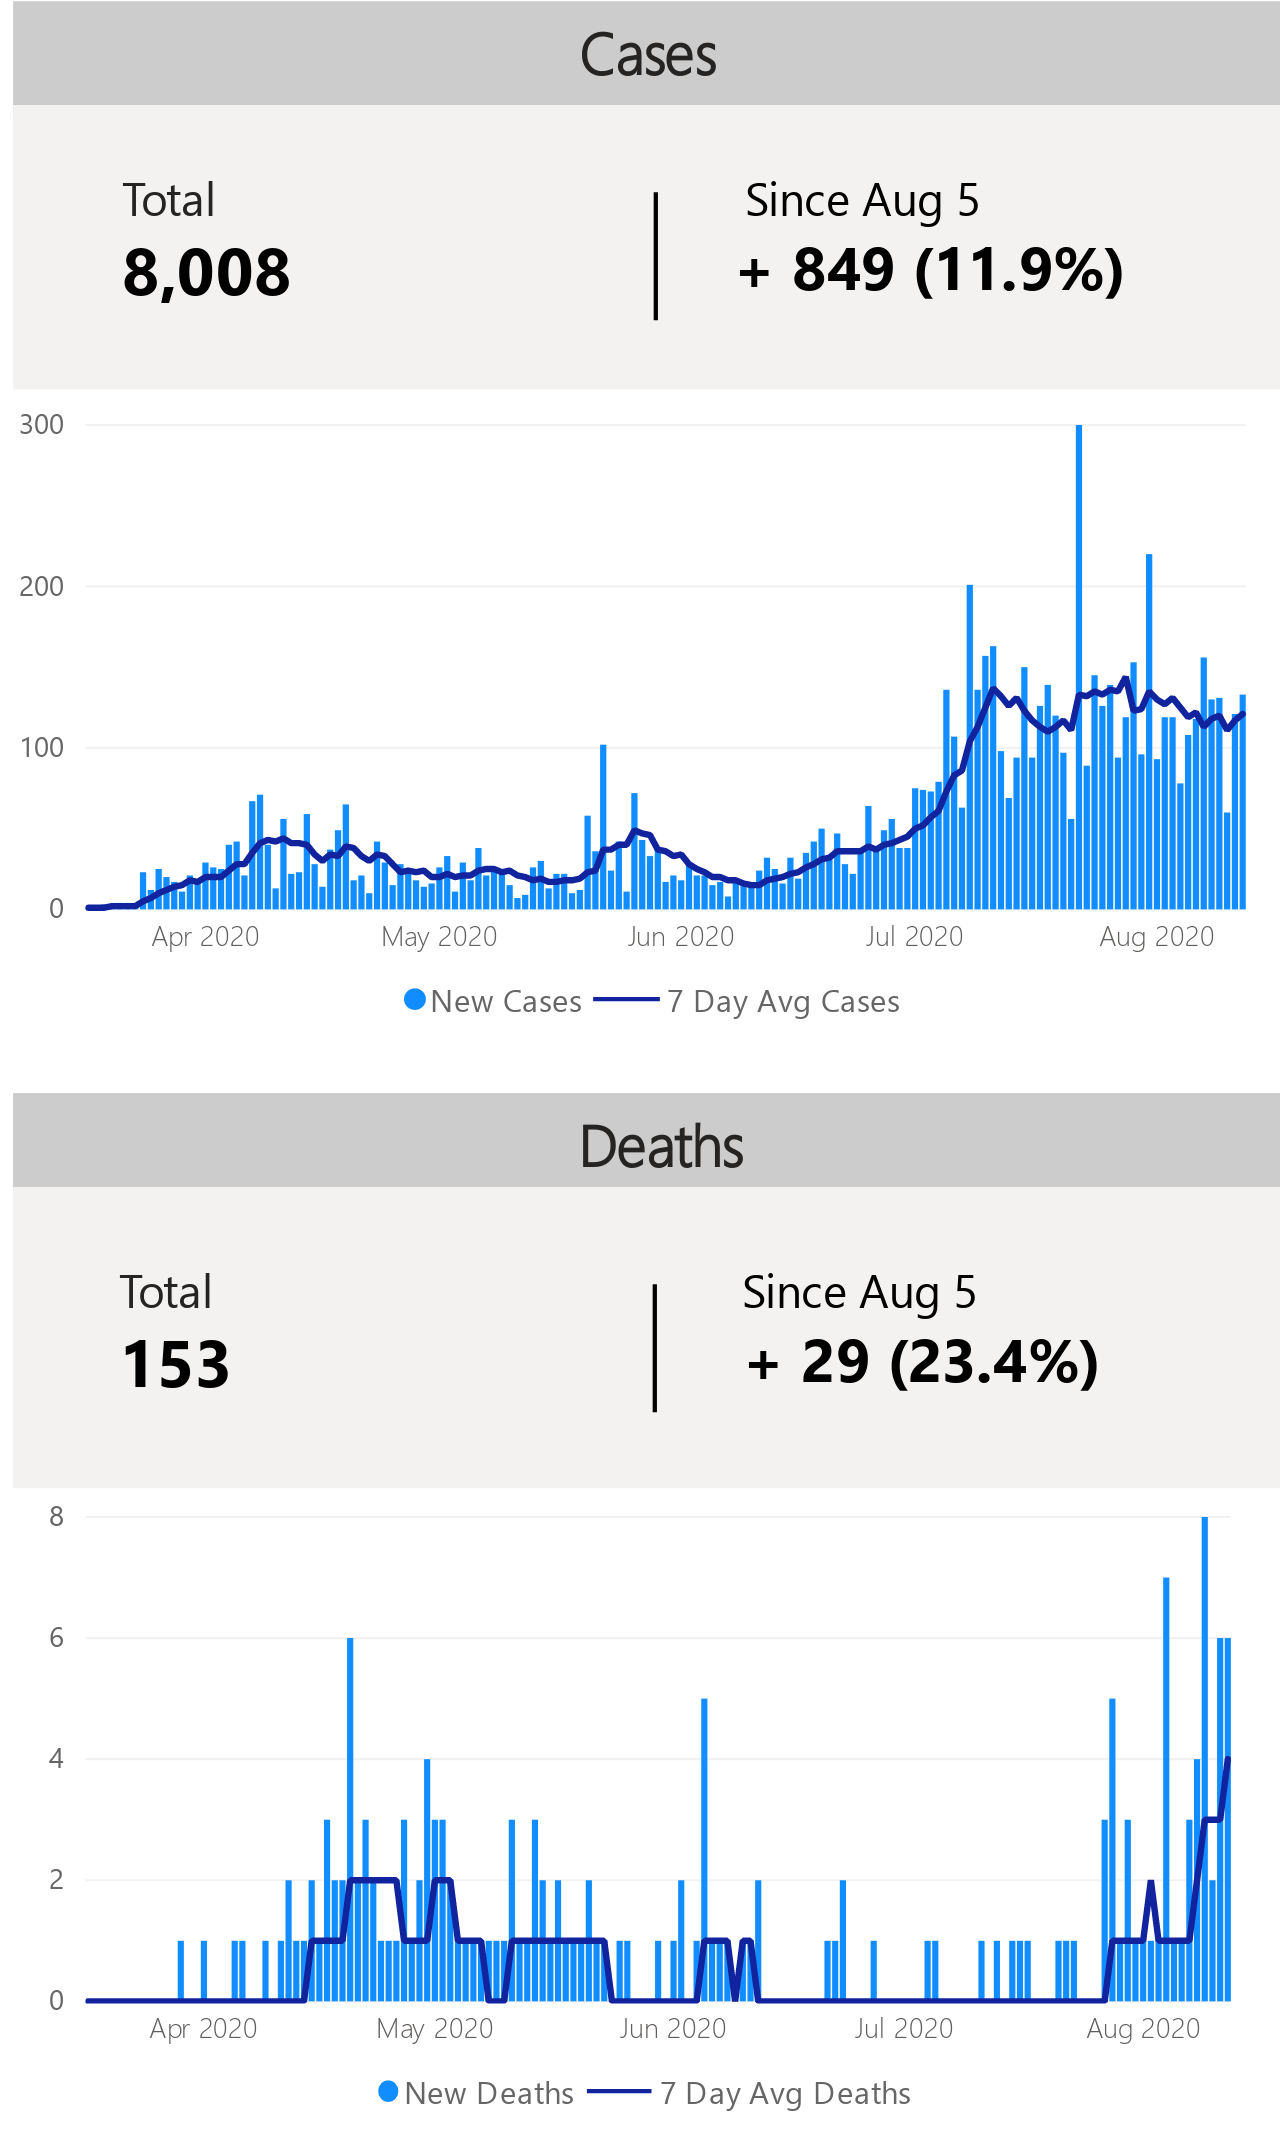 Cases
Total
Since Aug 5
8,008
+ 849 (11.9%)
300
200
100
0
Apr 2020 May 2020 Jun 2020 Jul 2020 Aug 2020
New Cases 7 Day Avg Cases
Deaths
Total
Since Aug 5
153
+ 29 (23.4%)
8
6
4
2
0
Apr 2020 May 2020 Jun 2020 Jul 2020 Aug 2020
New Deaths 7 Day Avg Deaths